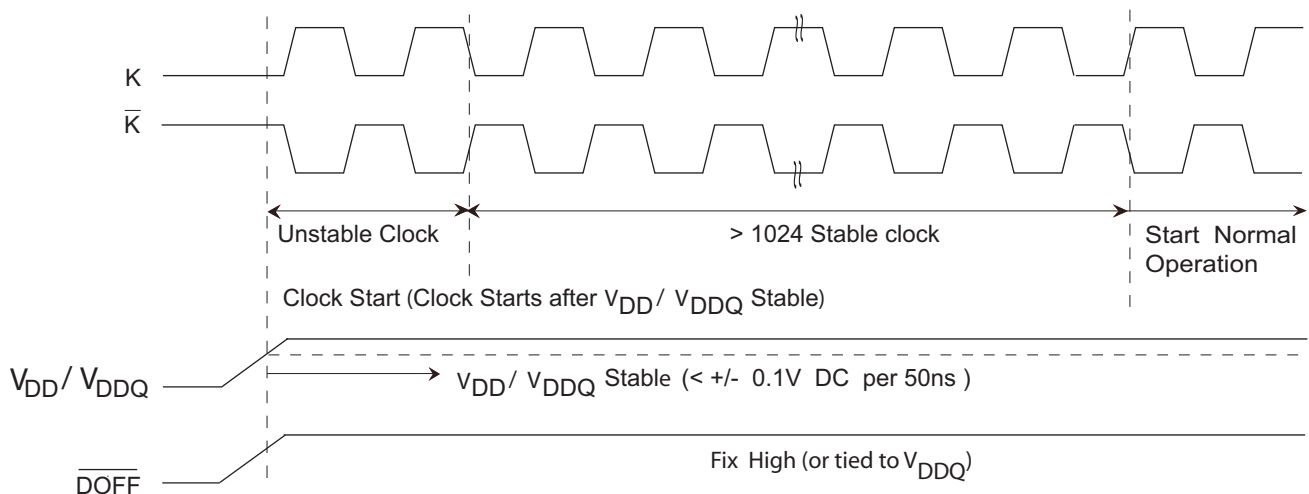 K
K̅
Unstable Clock
> 1024 Stable clock
Start Normal
Operation
Clock Start (Clock Starts after VDD/ VDDQ Stable)
VDD/ VDDQ
VDD/ VDDQ Stable (< +/- 0.1V DC per 50ns )
Fix High (or tied to VDDQ)
D̅O̅F̅F̅